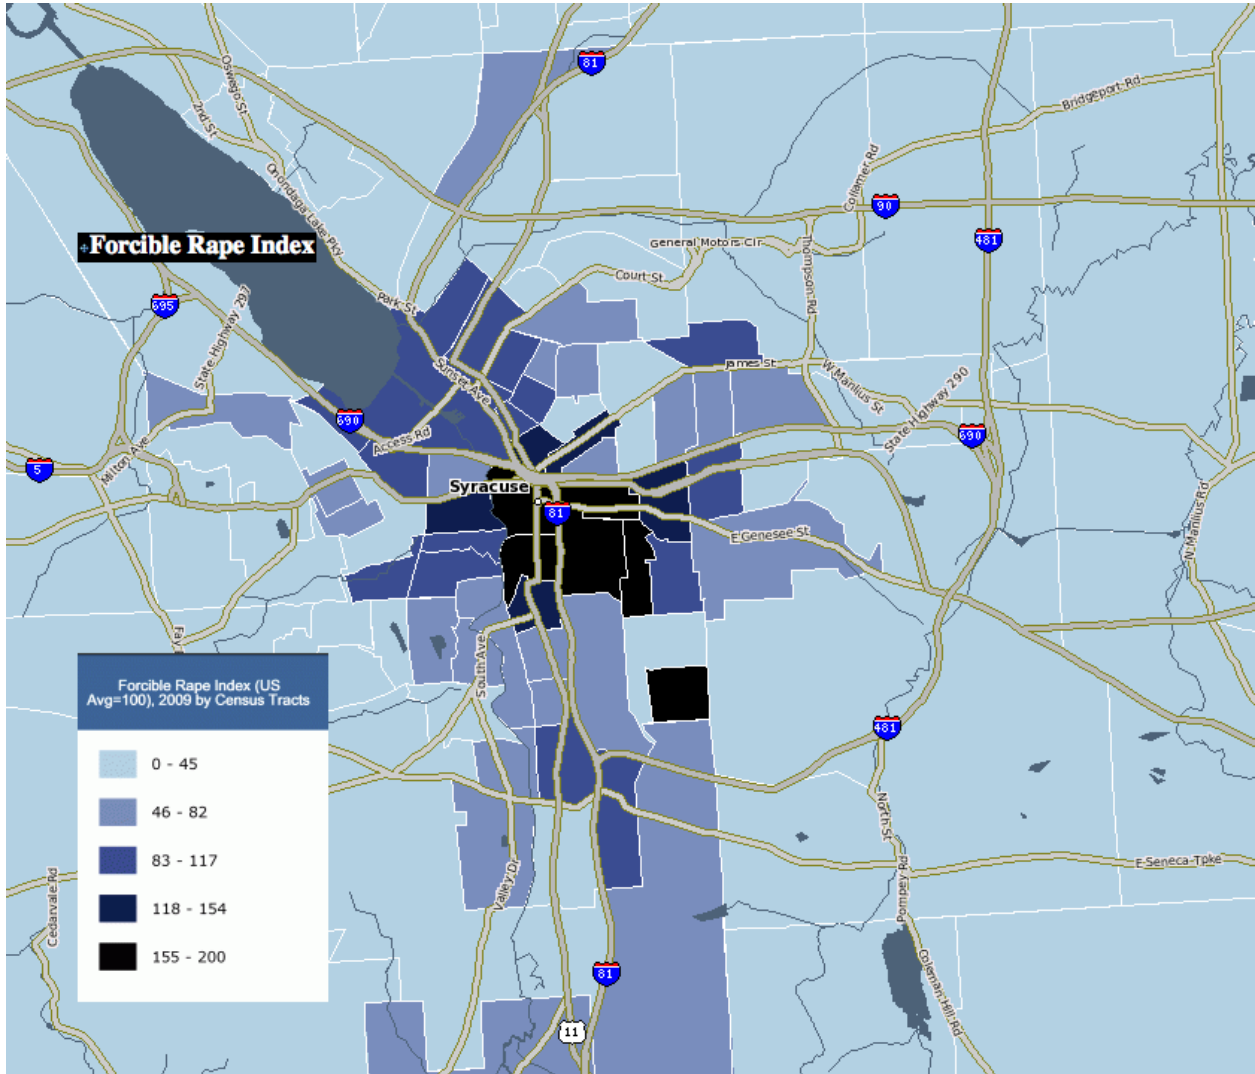 81
Oswego St
2nd St
Bridgeport Rd
Onondaga Lake Pky
Collamer Rd
90
Forcible Rape Index
General Motors Cir
481
Court St
Thompson Rd
695
State Highway 297
Park St
James St
Sunset Ave
W Manlius St
State Highway 290
690
Access Rd
690
5
Milton Ave
Syracuse
81
E Genesee St
N Manlius Rd
South Ave
Forcible Rape Index (US
Avg=100), 2009 by Census Tracts
0 - 45
46 - 82
83 - 117
118 - 154
155 - 200
481
North St
E Seneca-Tpke
Pompey Rd
Valley Dr
Cedarvale Rd
Coleman Hill Rd
81
11